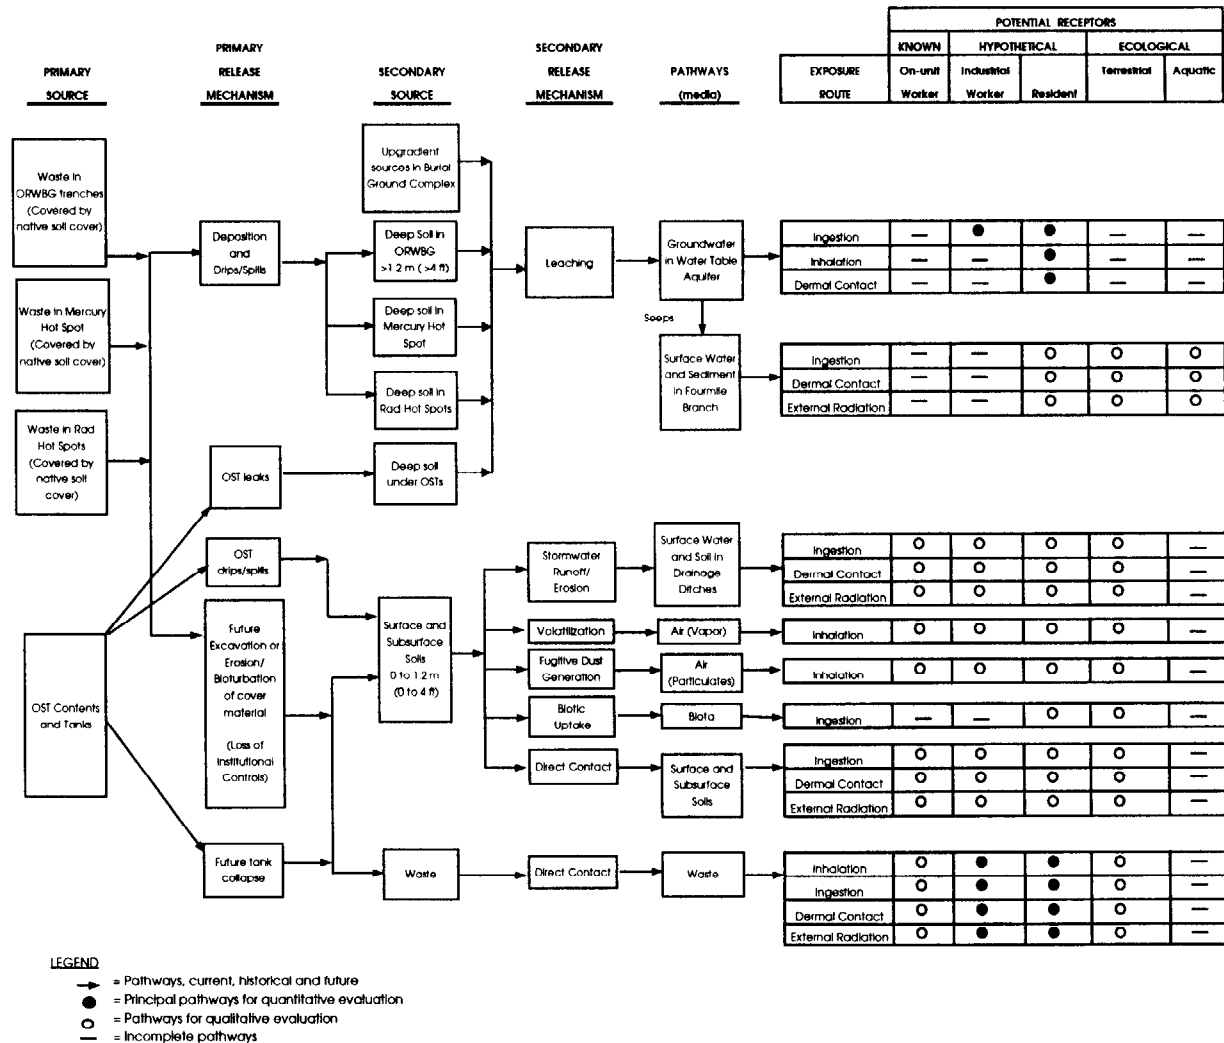 POTENTIAL RECEPTORS
KNOWN HYPOTHETICAL ECOLOGICAL
EXPOSURE ROUTE
On-unit Worker
Industrial Worker
Resident
Terrestrial
Aquatic
PRIMARY
SOURCE
PRIMARY
RELEASE
MECHANISM
SECONDARY
SOURCE
SECONDARY
RELEASE
MECHANISM
PATHWAYS
(media)
Waste in
ORWBG trenches
(Covered by
native soil cover)
Waste in Mercury
Hot Spot
(Covered by
native soil cover)
Waste in Rad
Hot Spots
(Covered by
native soil
cover)
OST Contents
and Tanks
Deposition
and
Drips/Spills
OST leaks
OST
drips/spills
Future
Excavation or
Erosion/
Bioturbation
of cover
material
(Loss of
Institutional
Controls)
Future tank
collapse
Upgradient
sources in Burial
Ground Complex
Deep Soil in
ORWBG
>1.2 m ( >4 ft)
Deep soil in
Mercury Hot
Spot
Deep soil in
Rad Hot Spots
Deep soil
under OSTs
Surface and
Subsurface
Soils
0 to 1.2 m
(0 to 4 ft)
Waste
Leaching
Stormwater
Runoff/
Erosion
Volatilization
Fugitive Dust
Generation
Biotic
Uptake
Direct Contact
Direct Contact
Groundwater
in Water Table
Aquifer
Seeps
Surface Water
and Sediment
in Fourmile
Branch
Surface Water
and Soil in
Drainage
Ditches
Air (Vapor)
Air
(Particulates)
Biota
Surface and
Subsurface
Soils
Waste
Ingestion — ● ● — —
Inhalation — — ● — —
Dermal Contact — — ● — —
Ingestion — — O O O
Dermal Contact — — O O O
External Radiation — — O O O
Ingestion O O O O —
Dermal Contact O O O O —
External Radiation O O O O —
Inhalation O O O O —
Inhalation O O O O —
Ingestion — — O O —
Ingestion O O O O —
Dermal Contact O O O O —
External Radiation O O O O —
Inhalation O ● ● O —
Ingestion O ● ● O —
Dermal Contact O ● ● O —
External Radiation O ● ● O —
LEGEND
→ = Pathways, current, historical and future
● = Principal pathways for quantitative evaluation
O = Pathways for qualitative evaluation
— = Incomplete pathways